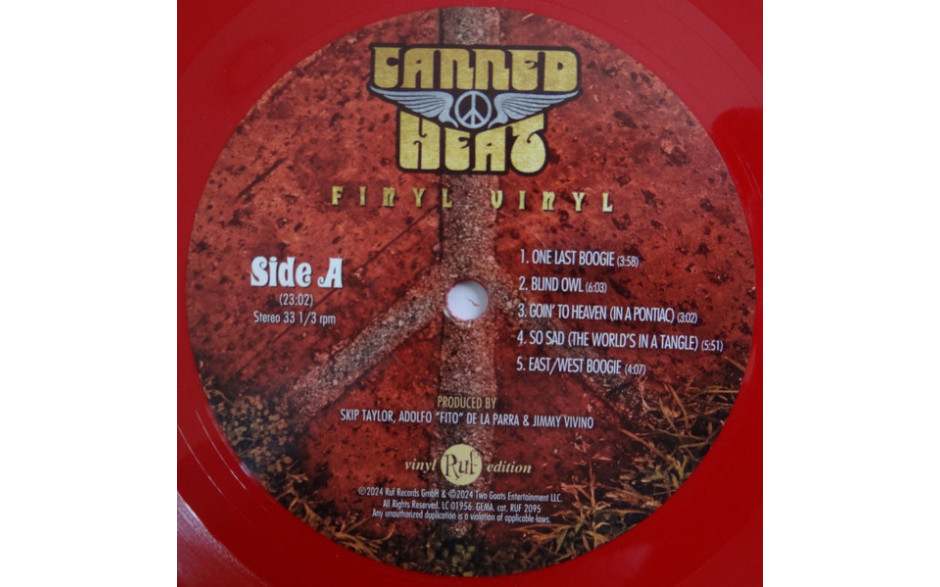 CANNED
HEAT
FINYL VINYL
Side A
(23:02)
Stereo 33 1/3 rpm
1. ONE LAST BOOGIE (3:58)
2. BLIND OWL (6:03)
3. GOIN' TO HEAVEN (IN A PONTIAC) (3:02)
4. SO SAD (THE WORLD'S IN A TANGLE) (5:51)
5. EAST/WEST BOOGIE (4:07)
PRODUCED BY
SKIP TAYLOR, ADOLFO "FITO" DE LA PARRA & JIMMY VIVINO
vinyl Ruf edition
©2024 Ruf Records GmbH & ©2024 Two Goats Entertainment LLC.
All Rights Reserved. LC 01956. GEMA. cat. RUF 2095
Any unauthorized duplication is a violation of applicable laws.